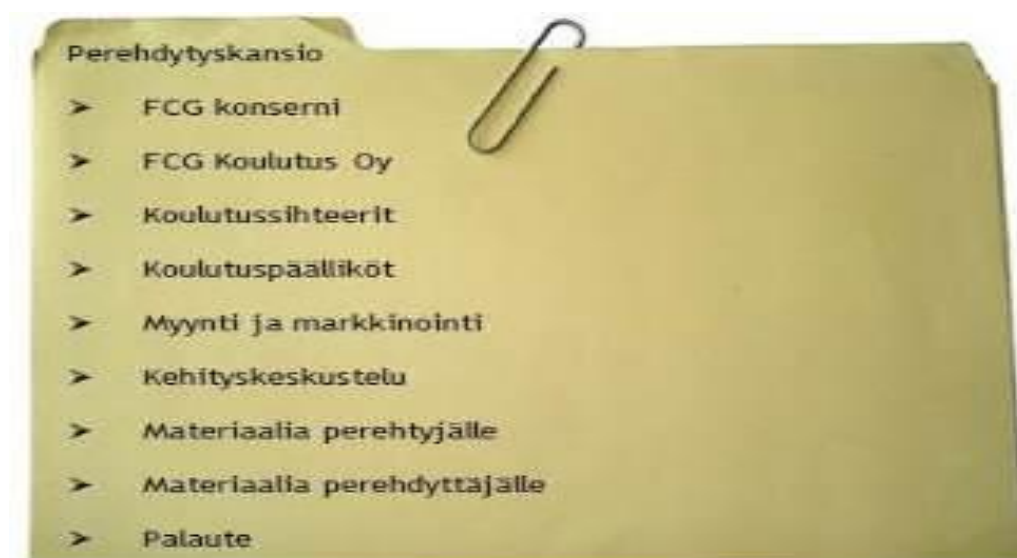 Perehdytyskansio
➤ FCG konserni
➤ FCG Koulutus Oy
➤ Koulutussihteerit
➤ Koulutuspäälliköt
➤ Myynti ja markkinointi
➤ Kehityskeskustelu
➤ Materiaalia perehtyjälle
➤ Materiaalia perehdyttäjälle
➤ Palaute